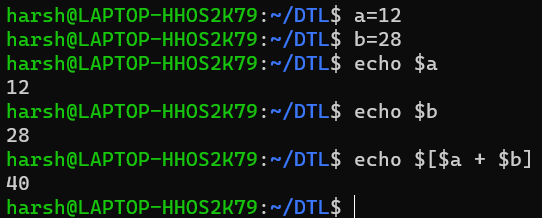 harsh@LAPTOP-HHOS2K79:~/DTL$ a=12
harsh@LAPTOP-HHOS2K79:~/DTL$ b=28
harsh@LAPTOP-HHOS2K79:~/DTL$ echo $a
12
harsh@LAPTOP-HHOS2K79:~/DTL$ echo $b
28
harsh@LAPTOP-HHOS2K79:~/DTL$ echo $[$a + $b]
40
harsh@LAPTOP-HHOS2K79:~/DTL$